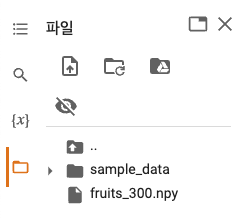 파일
{x}
..
sample_data
fruits_300.npy